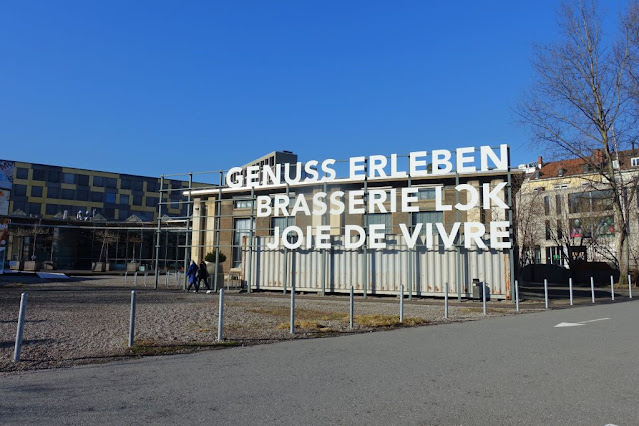 GENUSS ERLEBEN
BRASSERIE LOK
JOIE DE VIVRE